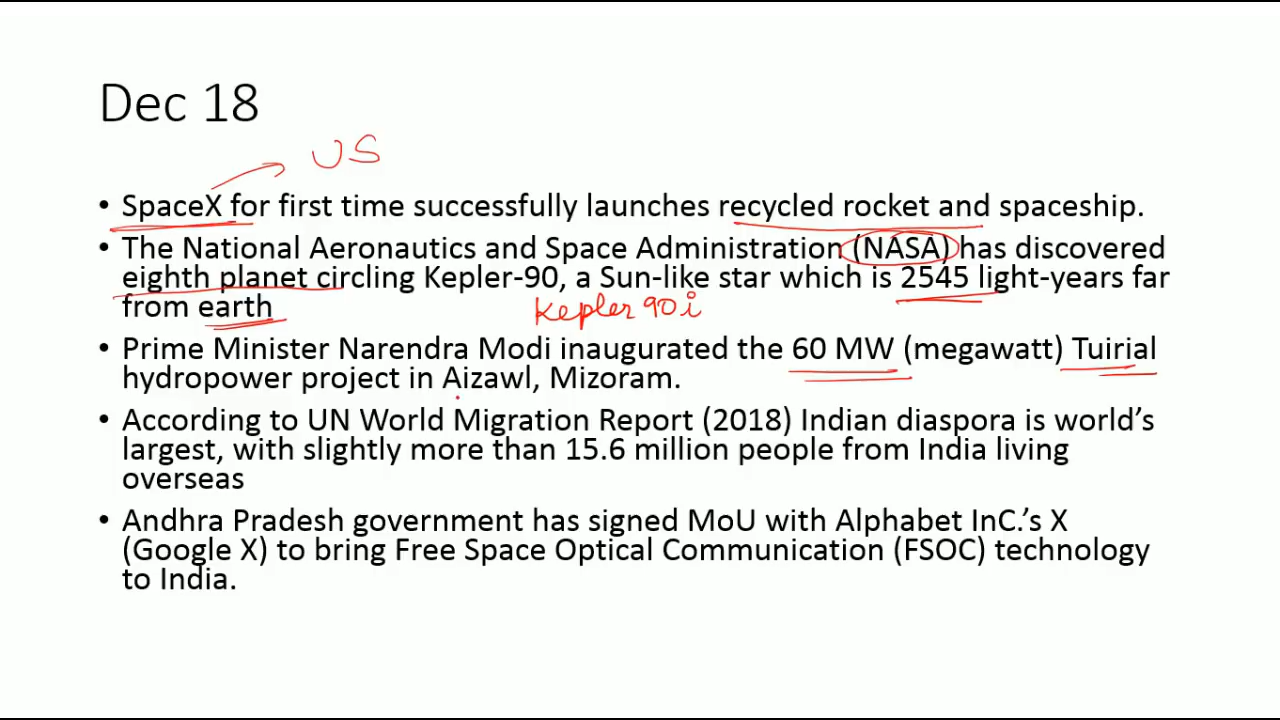 Dec 18
US
• SpaceX for first time successfully launches recycled rocket and spaceship.
• The National Aeronautics and Space Administration (NASA) has discovered
eighth planet circling Kepler-90, a Sun-like star which is 2545 light-years far
from earth
Kepler 90i
• Prime Minister Narendra Modi inaugurated the 60 MW (megawatt) Tuirial
hydropower project in Aizawl, Mizoram.
• According to UN World Migration Report (2018) Indian diaspora is world’s
largest, with slightly more than 15.6 million people from India living
overseas
• Andhra Pradesh government has signed MoU with Alphabet InC.’s X
(Google X) to bring Free Space Optical Communication (FSOC) technology
to India.